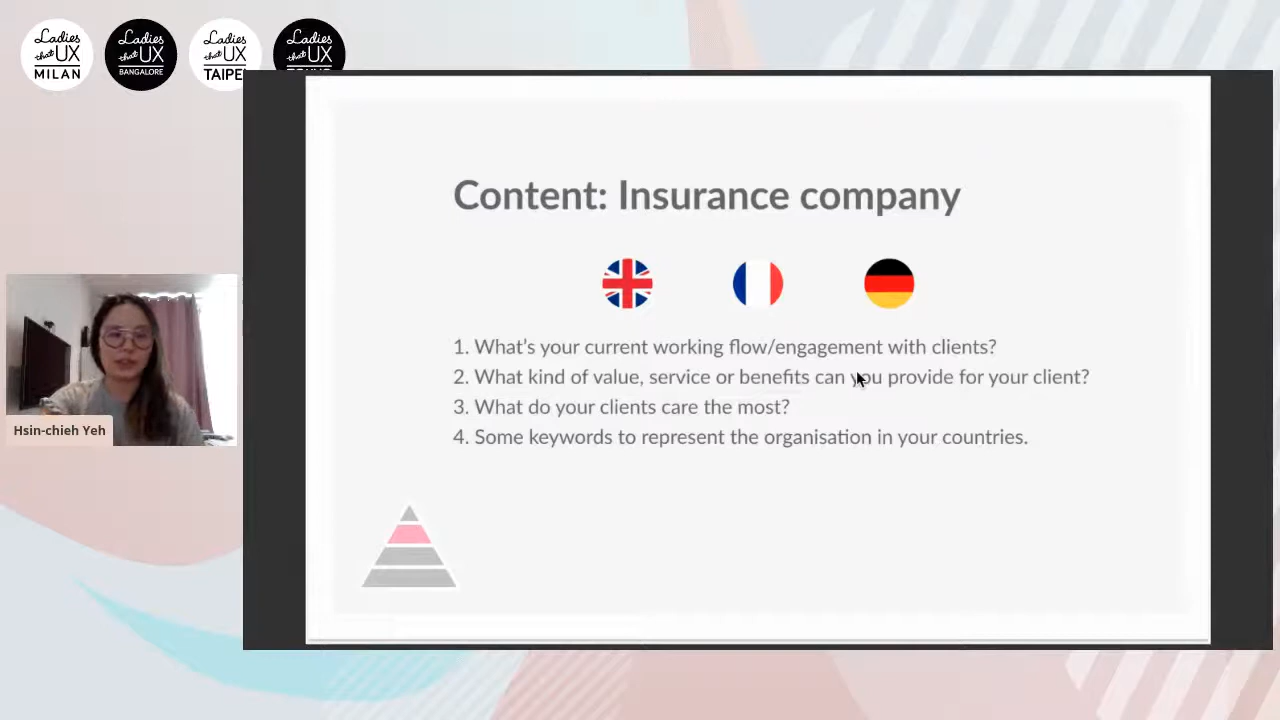 Ladies
that UX
MILAN
Ladies
that UX
BANGALORE
Ladies
that UX
TAIPE
Ladies
that UX
Content: Insurance company
1. What's your current working flow/engagement with clients?
2. What kind of value, service or benefits can you provide for your client?
3. What do your clients care the most?
4. Some keywords to represent the organisation in your countries.
Hsin-chieh Yeh